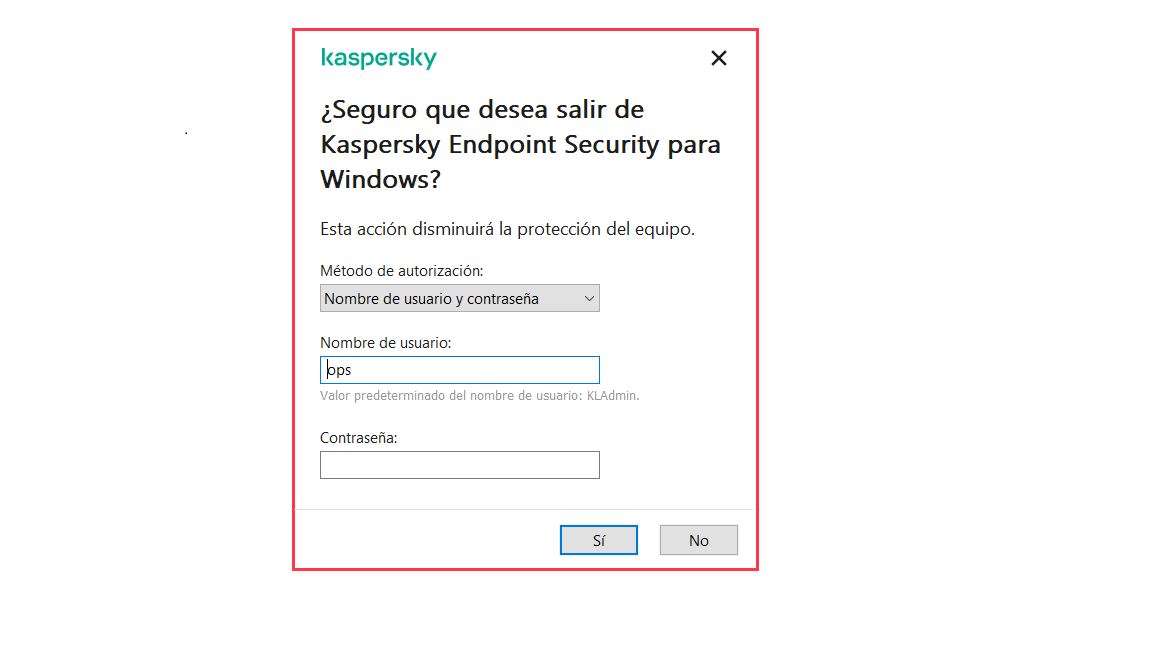 kaspersky
¿Seguro que desea salir de
Kaspersky Endpoint Security para
Windows?
Esta acción disminuirá la protección del equipo.
Método de autorización:
Nombre de usuario y contraseña
Nombre de usuario:
ops
Valor predeterminado del nombre de usuario: KLAdmin.
Contraseña:
Sí
No